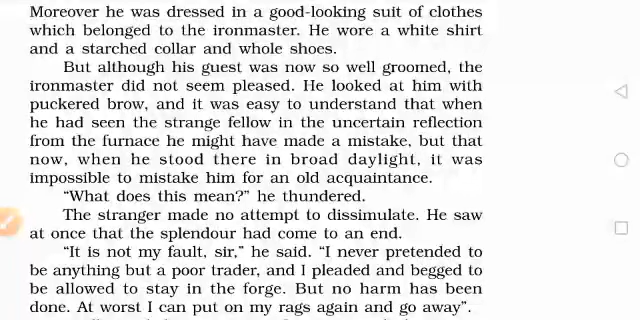 Moreover he was dressed in a good-looking suit of clothes
which belonged to the ironmaster. He wore a white shirt
and a starched collar and whole shoes.
But although his guest was now so well groomed, the
ironmaster did not seem pleased. He looked at him with
puckered brow, and it was easy to understand that when
he had seen the strange fellow in the uncertain reflection
from the furnace he might have made a mistake, but that
now, when he stood there in broad daylight, it was
impossible to mistake him for an old acquaintance.
“What does this mean?” he thundered.
The stranger made no attempt to dissimulate. He saw
at once that the splendour had come to an end.
“It is not my fault, sir,” he said. “I never pretended to
be anything but a poor trader, and I pleaded and begged to
be allowed to stay in the forge. But no harm has been
done. At worst I can put on my rags again and go away”.